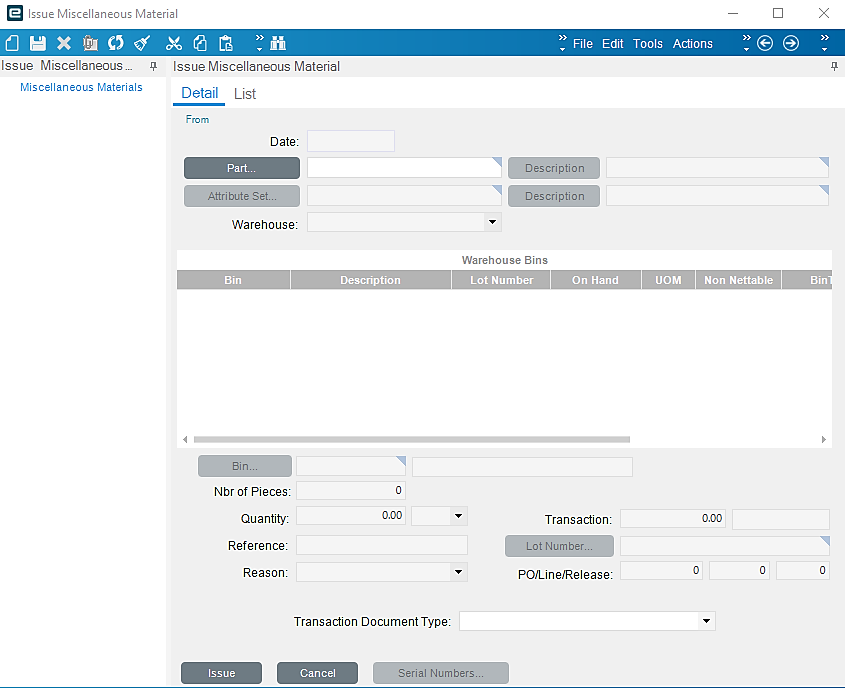 Issue Miscellaneous Material
File Edit Tools Actions
Issue Miscellaneous... Issue Miscellaneous Material
Miscellaneous Materials
Detail List
From
Date:
Part... Description
Attribute Set... Description
Warehouse:
Warehouse Bins
Bin Description Lot Number On Hand UOM Non Nettable BinT
Bin...
Nbr of Pieces: 0
Quantity: 0.00 Transaction: 0.00
Reference: Lot Number...
Reason: PO/Line/Release: 0 0 0
Transaction Document Type:
Issue Cancel Serial Numbers...